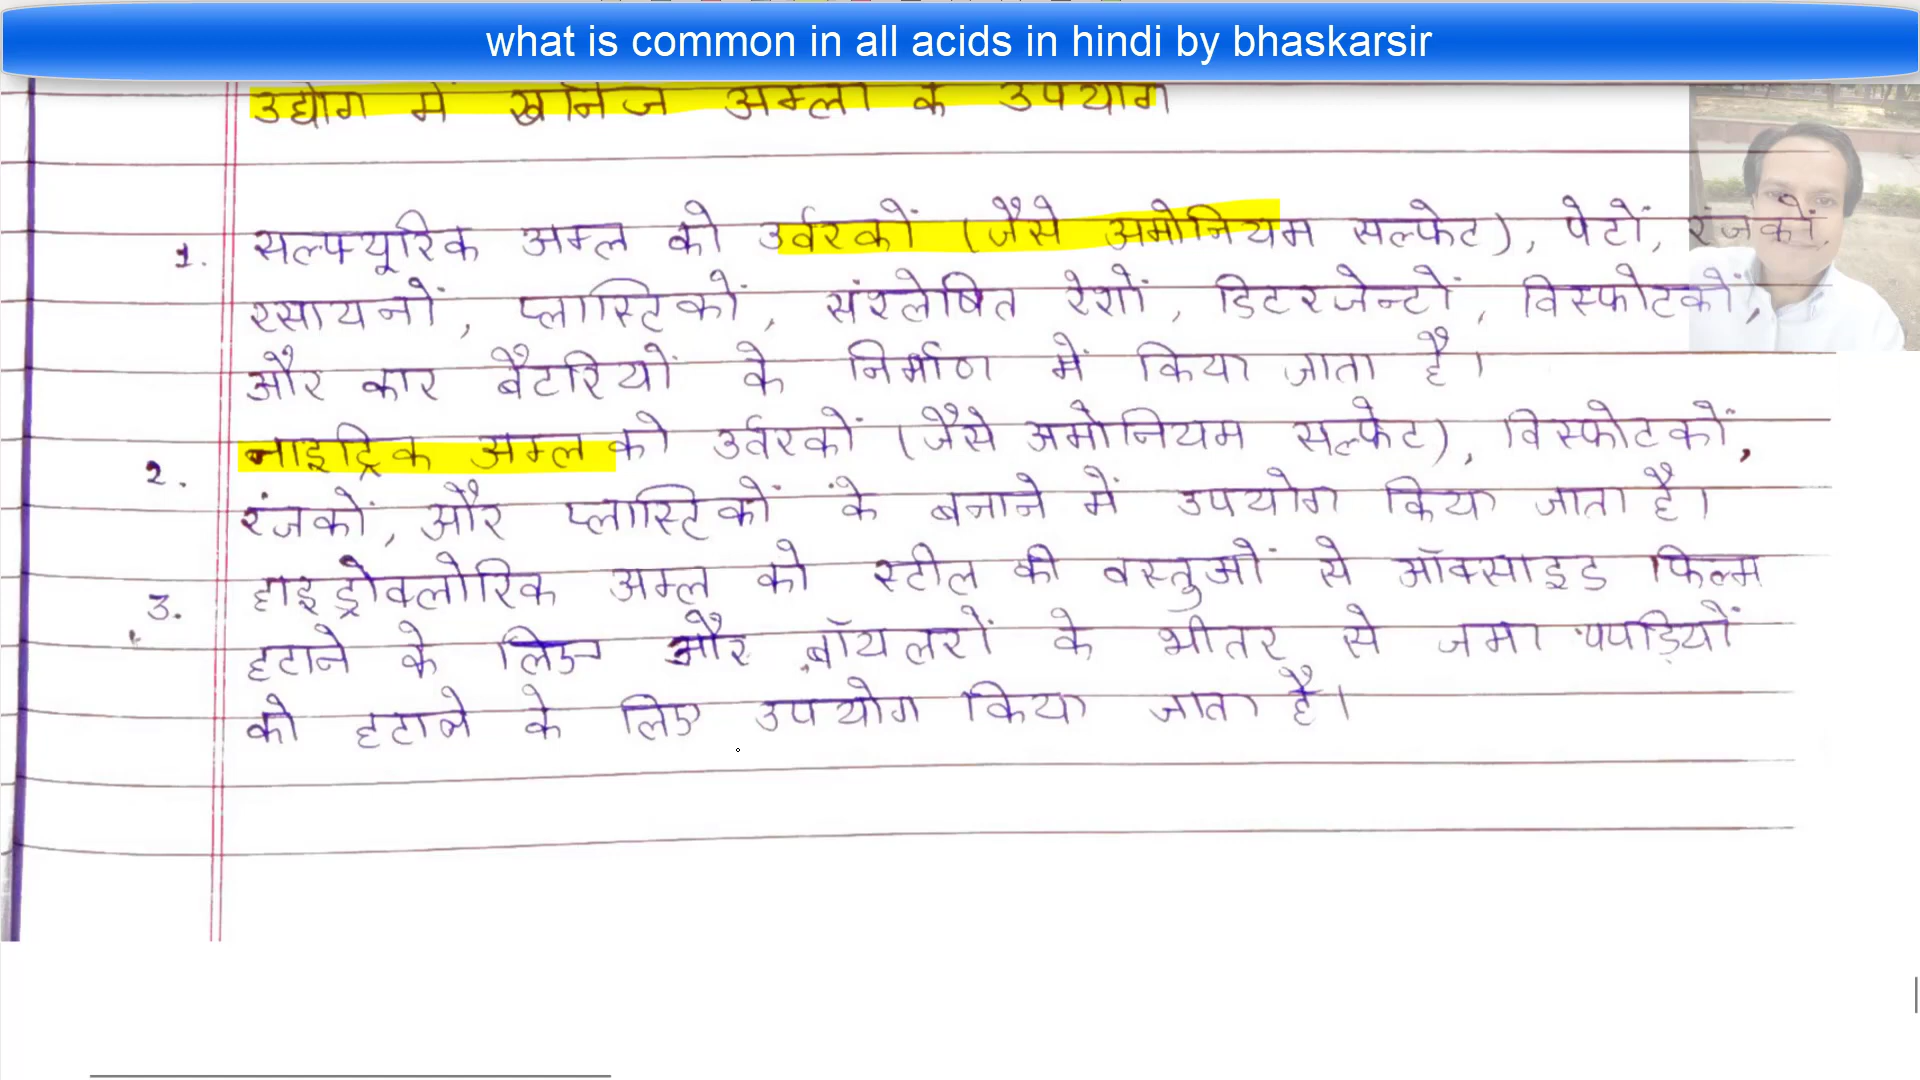 what is common in all acids in hindi by bhaskarsir
उद्योग में खनिज अम्लों के उपयोग
1. सल्फ्यूरिक अम्ल को उर्वरकों (जैसे अमोनियम सल्फेट), पेटों, रंजकों,
रसायनों, प्लास्टिकों, संश्लेषित रेशों, डिटरजेन्टों, विस्फोटकों,
और कार बैटरियों के निर्माण में किया जाता है।
2. नाइट्रिक अम्ल को उर्वरकों (जैसे अमोनियम सल्फेट), विस्फोटकों,
रंजकों, और प्लास्टिकों के बनाने में उपयोग किया जाता है।
3. हाइड्रोक्लोरिक अम्ल को स्टील की वस्तुओं से ऑक्साइड फिल्म
हटाने के लिए और बॉयलरों के भीतर से जमा पपड़ियों
को हटाने के लिए उपयोग किया जाता है।